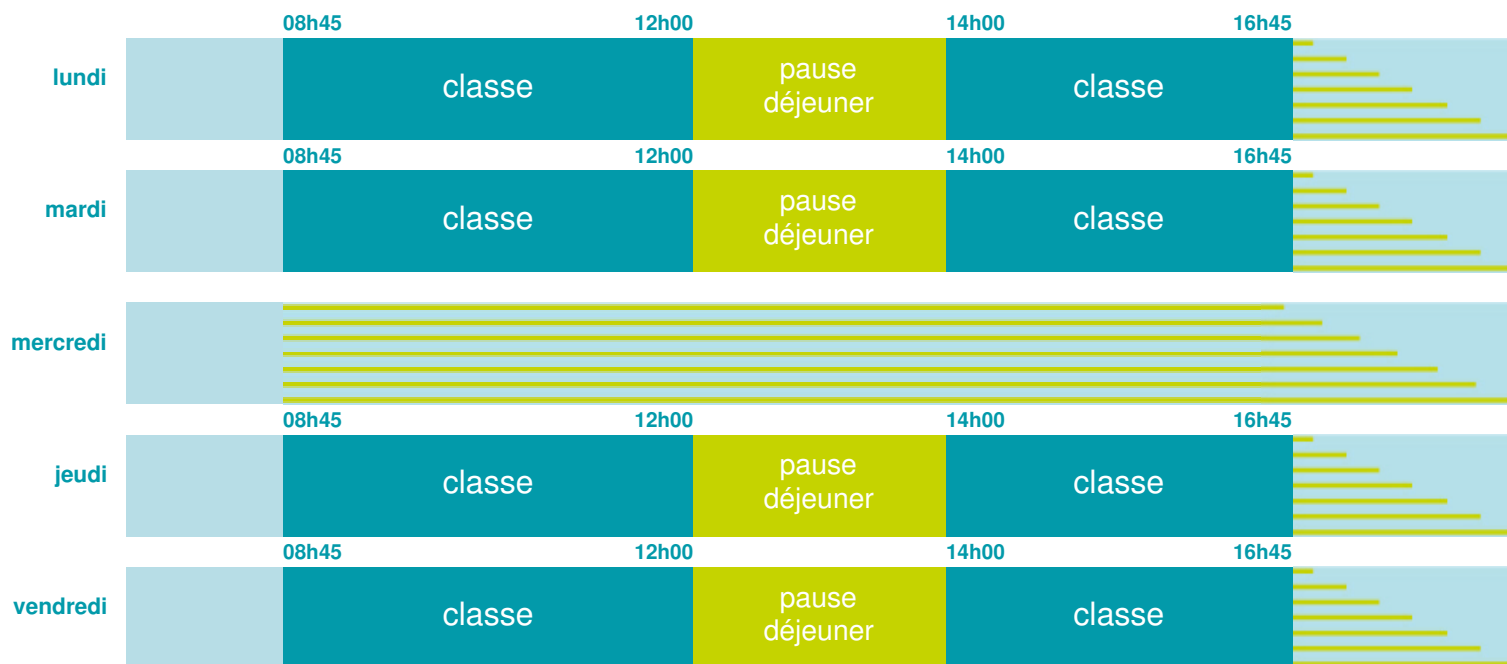 08h45 12h00 14h00 16h45
lundi classe pause déjeuner classe
08h45 12h00 14h00 16h45
mardi classe pause déjeuner classe
mercredi
08h45 12h00 14h00 16h45
jeudi classe pause déjeuner classe
08h45 12h00 14h00 16h45
vendredi classe pause déjeuner classe